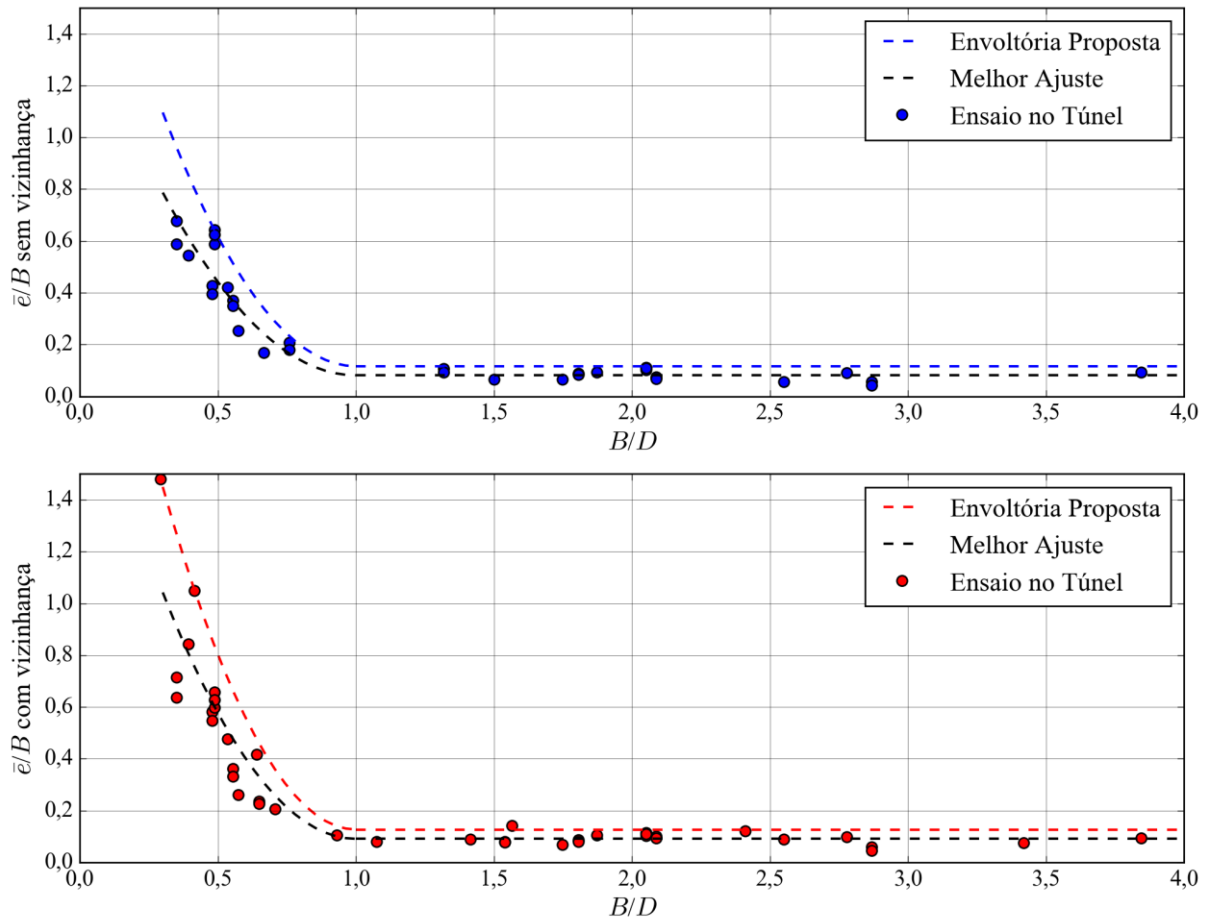 1,4
1,2
1,0
0,8
0,6
0,4
0,2
0,0
ē/B sem vizinhança
Envoltória Proposta
Melhor Ajuste
Ensaio no Túnel
0,0 0,5 1,0 1,5 2,0 2,5 3,0 3,5 4,0
B/D
1,4
1,2
1,0
0,8
0,6
0,4
0,2
0,0
ē/B com vizinhança
Envoltória Proposta
Melhor Ajuste
Ensaio no Túnel
0,0 0,5 1,0 1,5 2,0 2,5 3,0 3,5 4,0
B/D